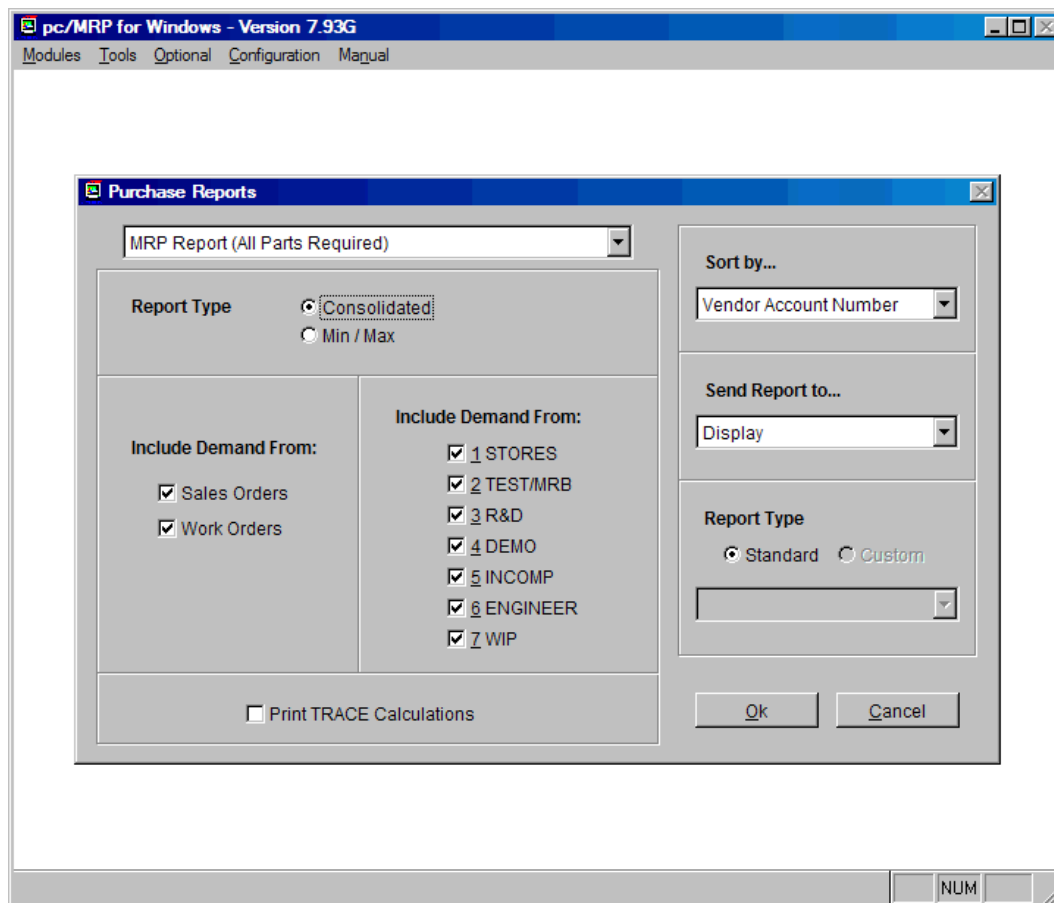 pc/MRP for Windows - Version 7.93G
Modules Tools Optional Configuration Manual
Purchase Reports
MRP Report (All Parts Required)
Report Type
Consolidated
Min / Max
Include Demand From:
Sales Orders
Work Orders
Include Demand From:
1 STORES
2 TEST/MRB
3 R&D
4 DEMO
5 INCOMP
6 ENGINEER
7 WIP
Print TRACE Calculations
Sort by...
Vendor Account Number
Send Report to...
Display
Report Type
Standard Custom
Ok Cancel
NUM